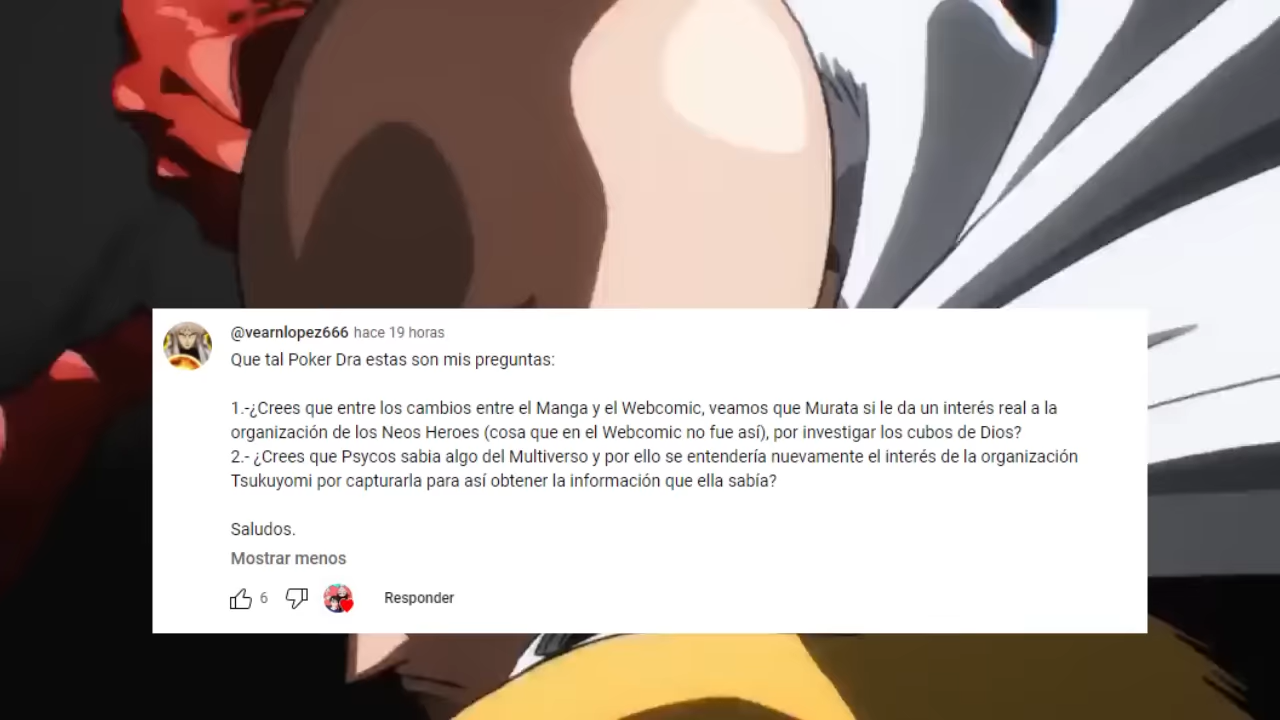 @vearnlopez666 hace 19 horas
Que tal Poker Dra estas son mis preguntas:
1.-¿Crees que entre los cambios entre el Manga y el Webcomic, veamos que Murata si le da un interés real a la
organización de los Neos Heroes (cosa que en el Webcomic no fue así), por investigar los cubos de Dios?
2.- ¿Crees que Psycos sabia algo del Multiverso y por ello se entendería nuevamente el interés de la organización
Tsukuyomi por capturarla para así obtener la información que ella sabía?
Saludos.
Mostrar menos
6 Responder